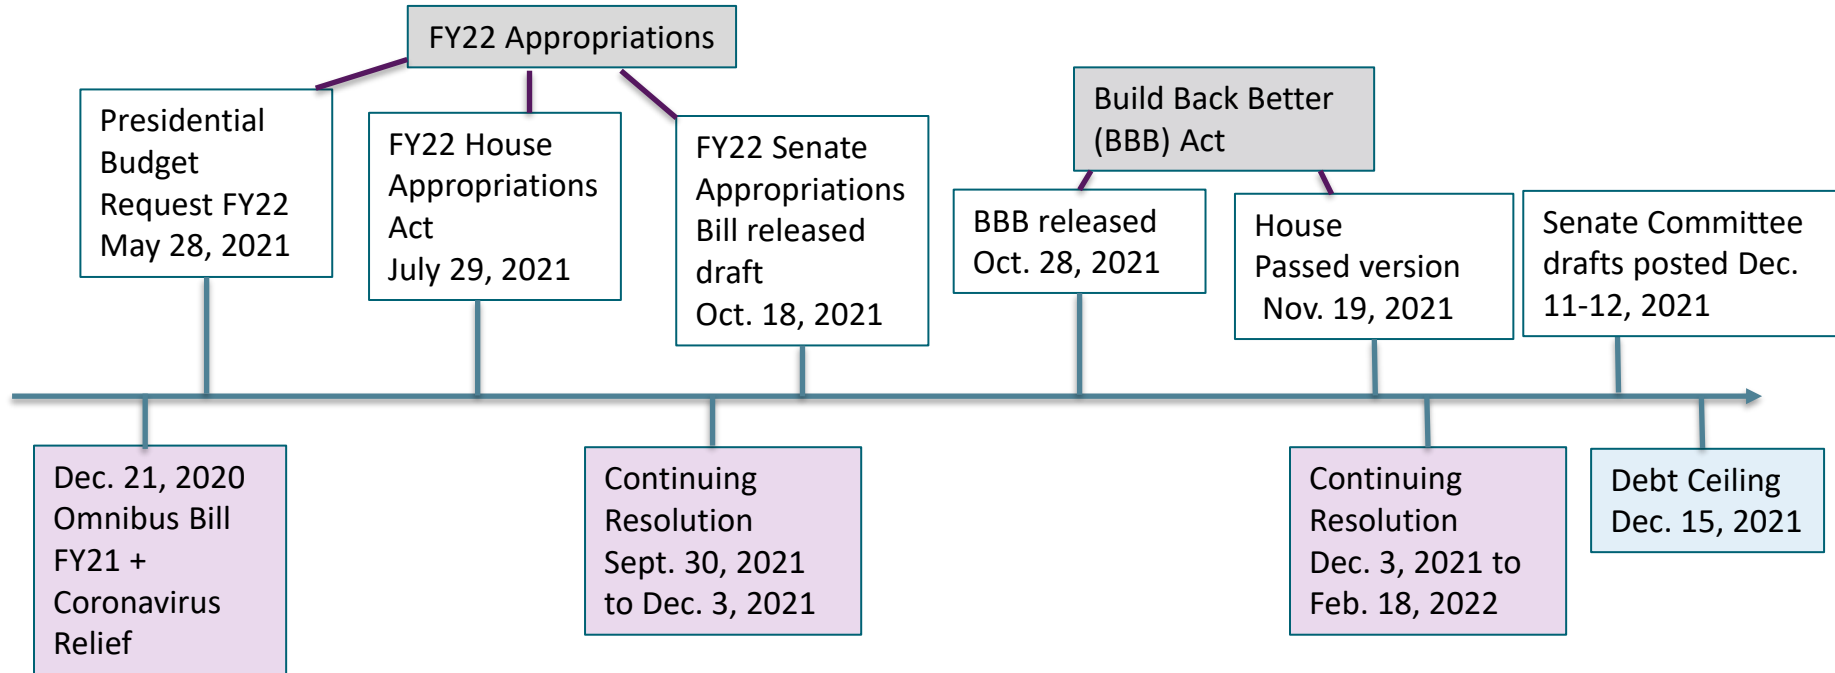 FY22 Appropriations
Presidential
Budget
Request FY22
May 28, 2021
FY22 House
Appropriations
Act
July 29, 2021
FY22 Senate
Appropriations
Bill released
draft
Oct. 18, 2021
Build Back Better
(BBB) Act
BBB released
Oct. 28, 2021
House
Passed version
Nov. 19, 2021
Senate Committee
drafts posted Dec.
11-12, 2021
Dec. 21, 2020
Omnibus Bill
FY21 +
Coronavirus
Relief
Continuing
Resolution
Sept. 30, 2021
to Dec. 3, 2021
Continuing
Resolution
Dec. 3, 2021 to
Feb. 18, 2022
Debt Ceiling
Dec. 15, 2021